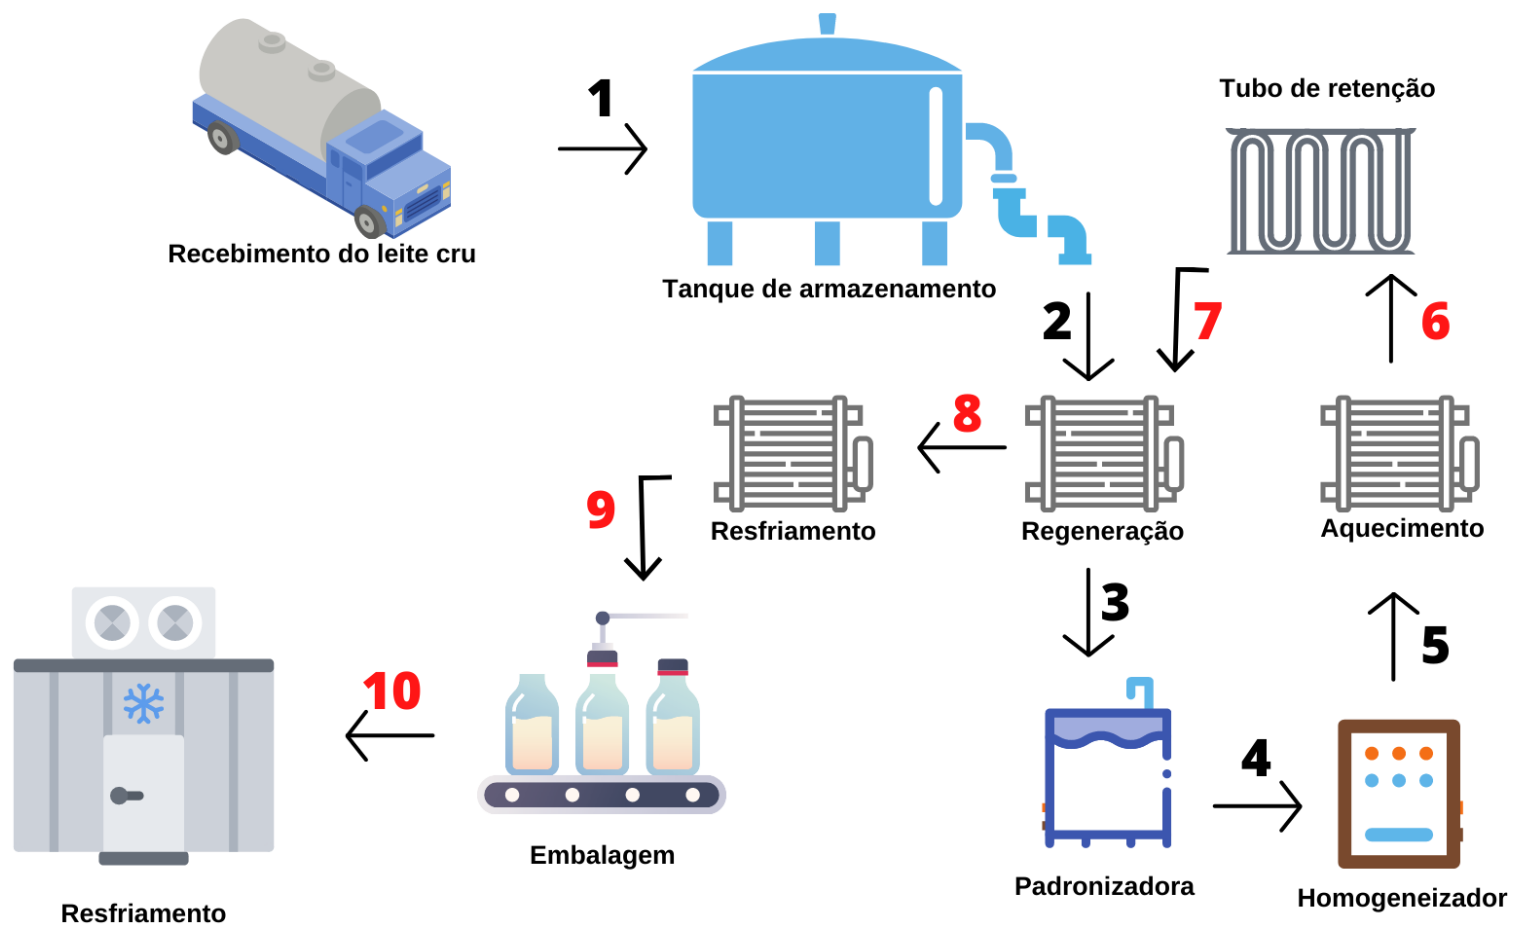 1
Tubo de retenção
Recebimento do leite cru
Tanque de armazenamento
2
7
6
8
9
Resfriamento
Regeneração
Aquecimento
3
5
10
4
Embalagem
Padronizadora
Homogeneizador
Resfriamento